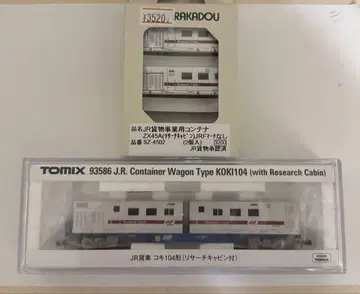 ¥3520
RAKADOU
品名JR貨物事業用コンテナ
ZX45A(ﾘｻｰﾁｷｬﾋﾞﾝ)JRFﾏｰｸなし
品番 SZ-4502 (2個入)
JR貨物承認済
TOMIX 93586 J.R. Container Wagon Type KOKI104 (with Research Cabin)
JR貨車 コキ104形(リサーチキャビン付)
TOMIX